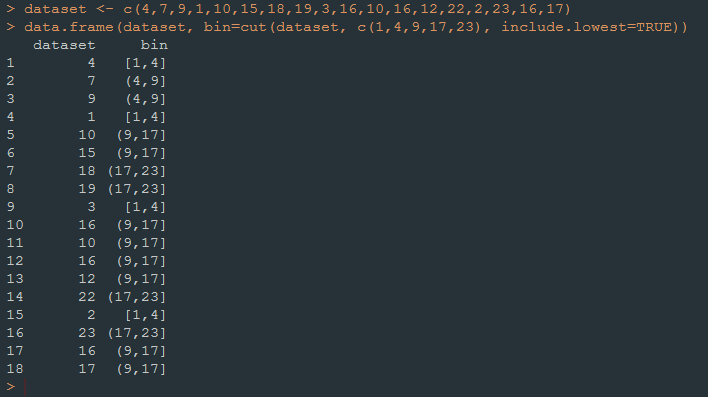 > dataset <- c(4,7,9,1,10,15,18,19,3,16,10,16,12,22,2,23,16,17)
> data.frame(dataset, bin=cut(dataset, c(1,4,9,17,23), include.lowest=TRUE))
   dataset     bin
1        4   [1,4]
2        7   (4,9]
3        9   (4,9]
4        1   [1,4]
5       10  (9,17]
6       15  (9,17]
7       18 (17,23]
8       19 (17,23]
9        3   [1,4]
10      16  (9,17]
11      10  (9,17]
12      16  (9,17]
13      12  (9,17]
14      22 (17,23]
15       2   [1,4]
16      23 (17,23]
17      16  (9,17]
18      17  (9,17]
>